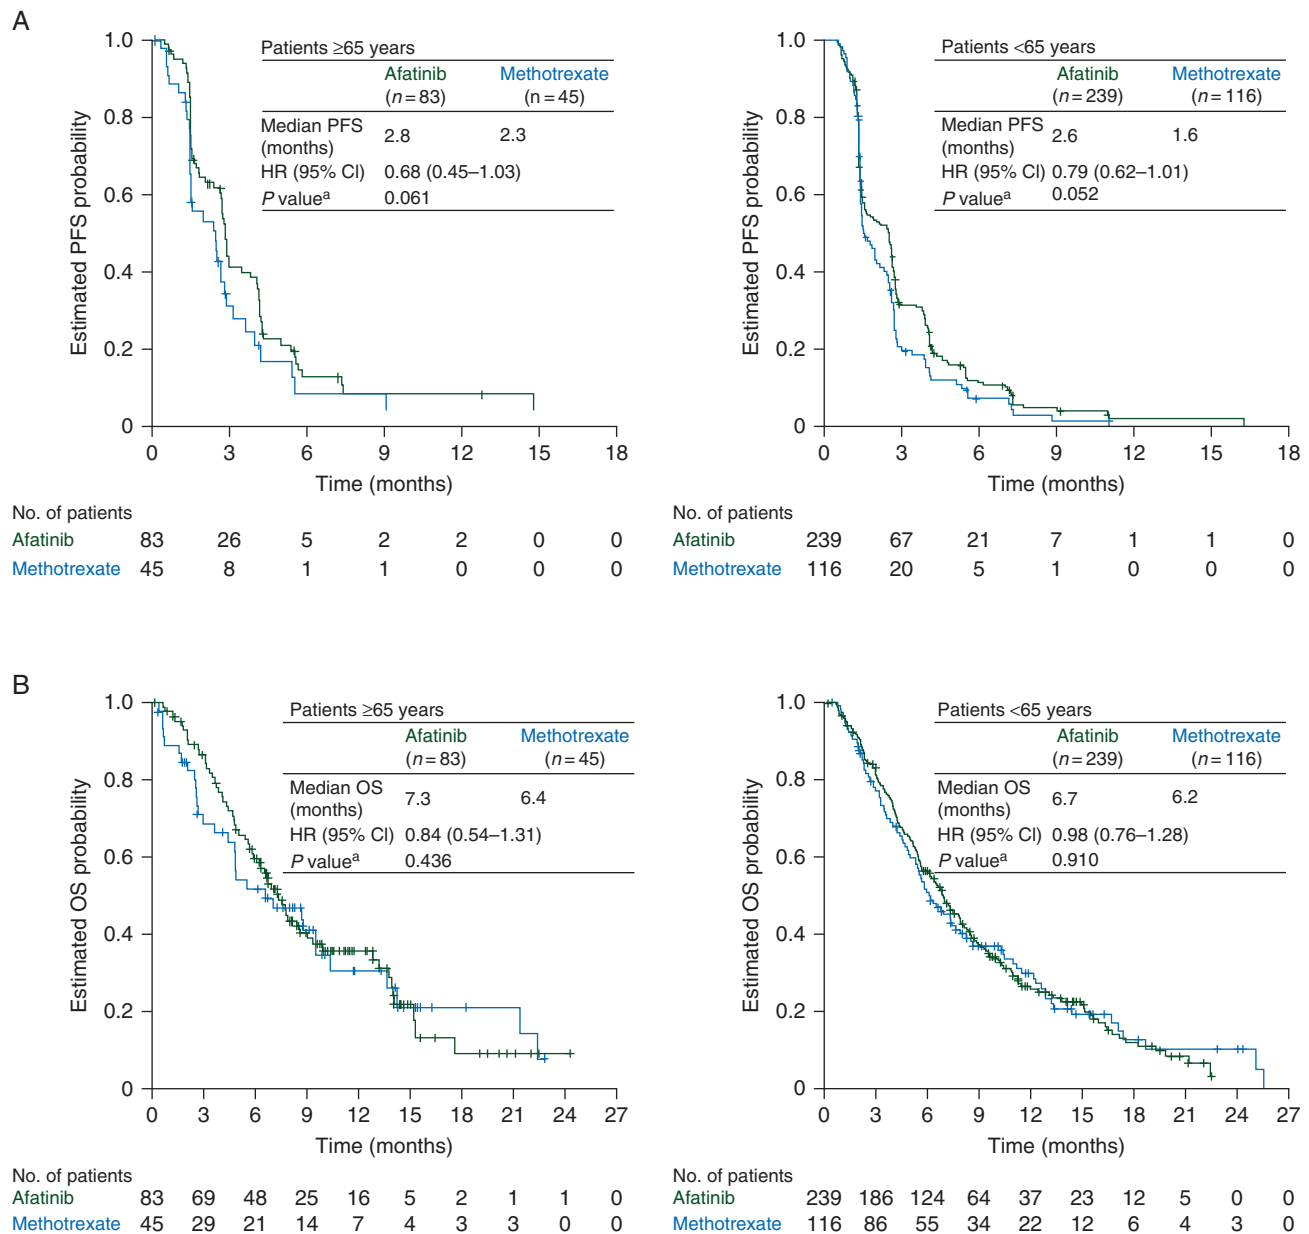 A
Patients ≥65 years
Afatinib Methotrexate
(n=83) (n=45)
Median PFS (months) 2.8 2.3
HR (95% CI) 0.68 (0.45–1.03)
P valueᵃ 0.061
Estimated PFS probability
1.0
0.8
0.6
0.4
0.2
0
0 3 6 9 12 15 18
Time (months)
No. of patients
Afatinib 83 26 5 2 2 0 0
Methotrexate 45 8 1 1 0 0 0
Patients <65 years
Afatinib Methotrexate
(n=239) (n=116)
Median PFS (months) 2.6 1.6
HR (95% CI) 0.79 (0.62–1.01)
P valueᵃ 0.052
Estimated PFS probability
1.0
0.8
0.6
0.4
0.2
0
0 3 6 9 12 15 18
Time (months)
No. of patients
Afatinib 239 67 21 7 1 1 0
Methotrexate 116 20 5 1 0 0 0
B
Patients ≥65 years
Afatinib Methotrexate
(n=83) (n=45)
Median OS (months) 7.3 6.4
HR (95% CI) 0.84 (0.54–1.31)
P valueᵃ 0.436
Estimated OS probability
1.0
0.8
0.6
0.4
0.2
0
0 3 6 9 12 15 18 21 24 27
Time (months)
No. of patients
Afatinib 83 69 48 25 16 5 2 1 1 0
Methotrexate 45 29 21 14 7 4 3 3 0 0
Patients <65 years
Afatinib Methotrexate
(n=239) (n=116)
Median OS (months) 6.7 6.2
HR (95% CI) 0.98 (0.76–1.28)
P valueᵃ 0.910
Estimated OS probability
1.0
0.8
0.6
0.4
0.2
0
0 3 6 9 12 15 18 21 24 27
Time (months)
No. of patients
Afatinib 239 186 124 64 37 23 12 5 0 0
Methotrexate 116 86 55 34 22 12 6 4 3 0